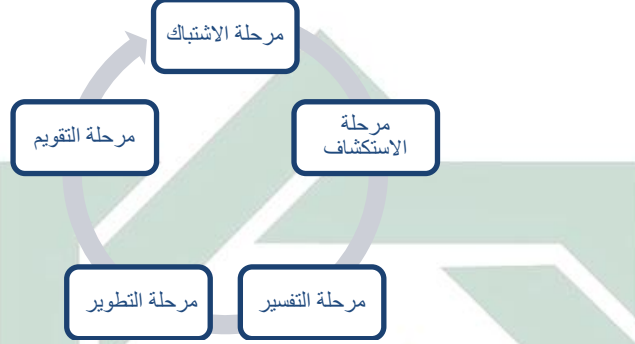 مرحلة الاشتباك
مرحلة
الاستكشاف
مرحلة التفسير
مرحلة التطوير
مرحلة التقويم